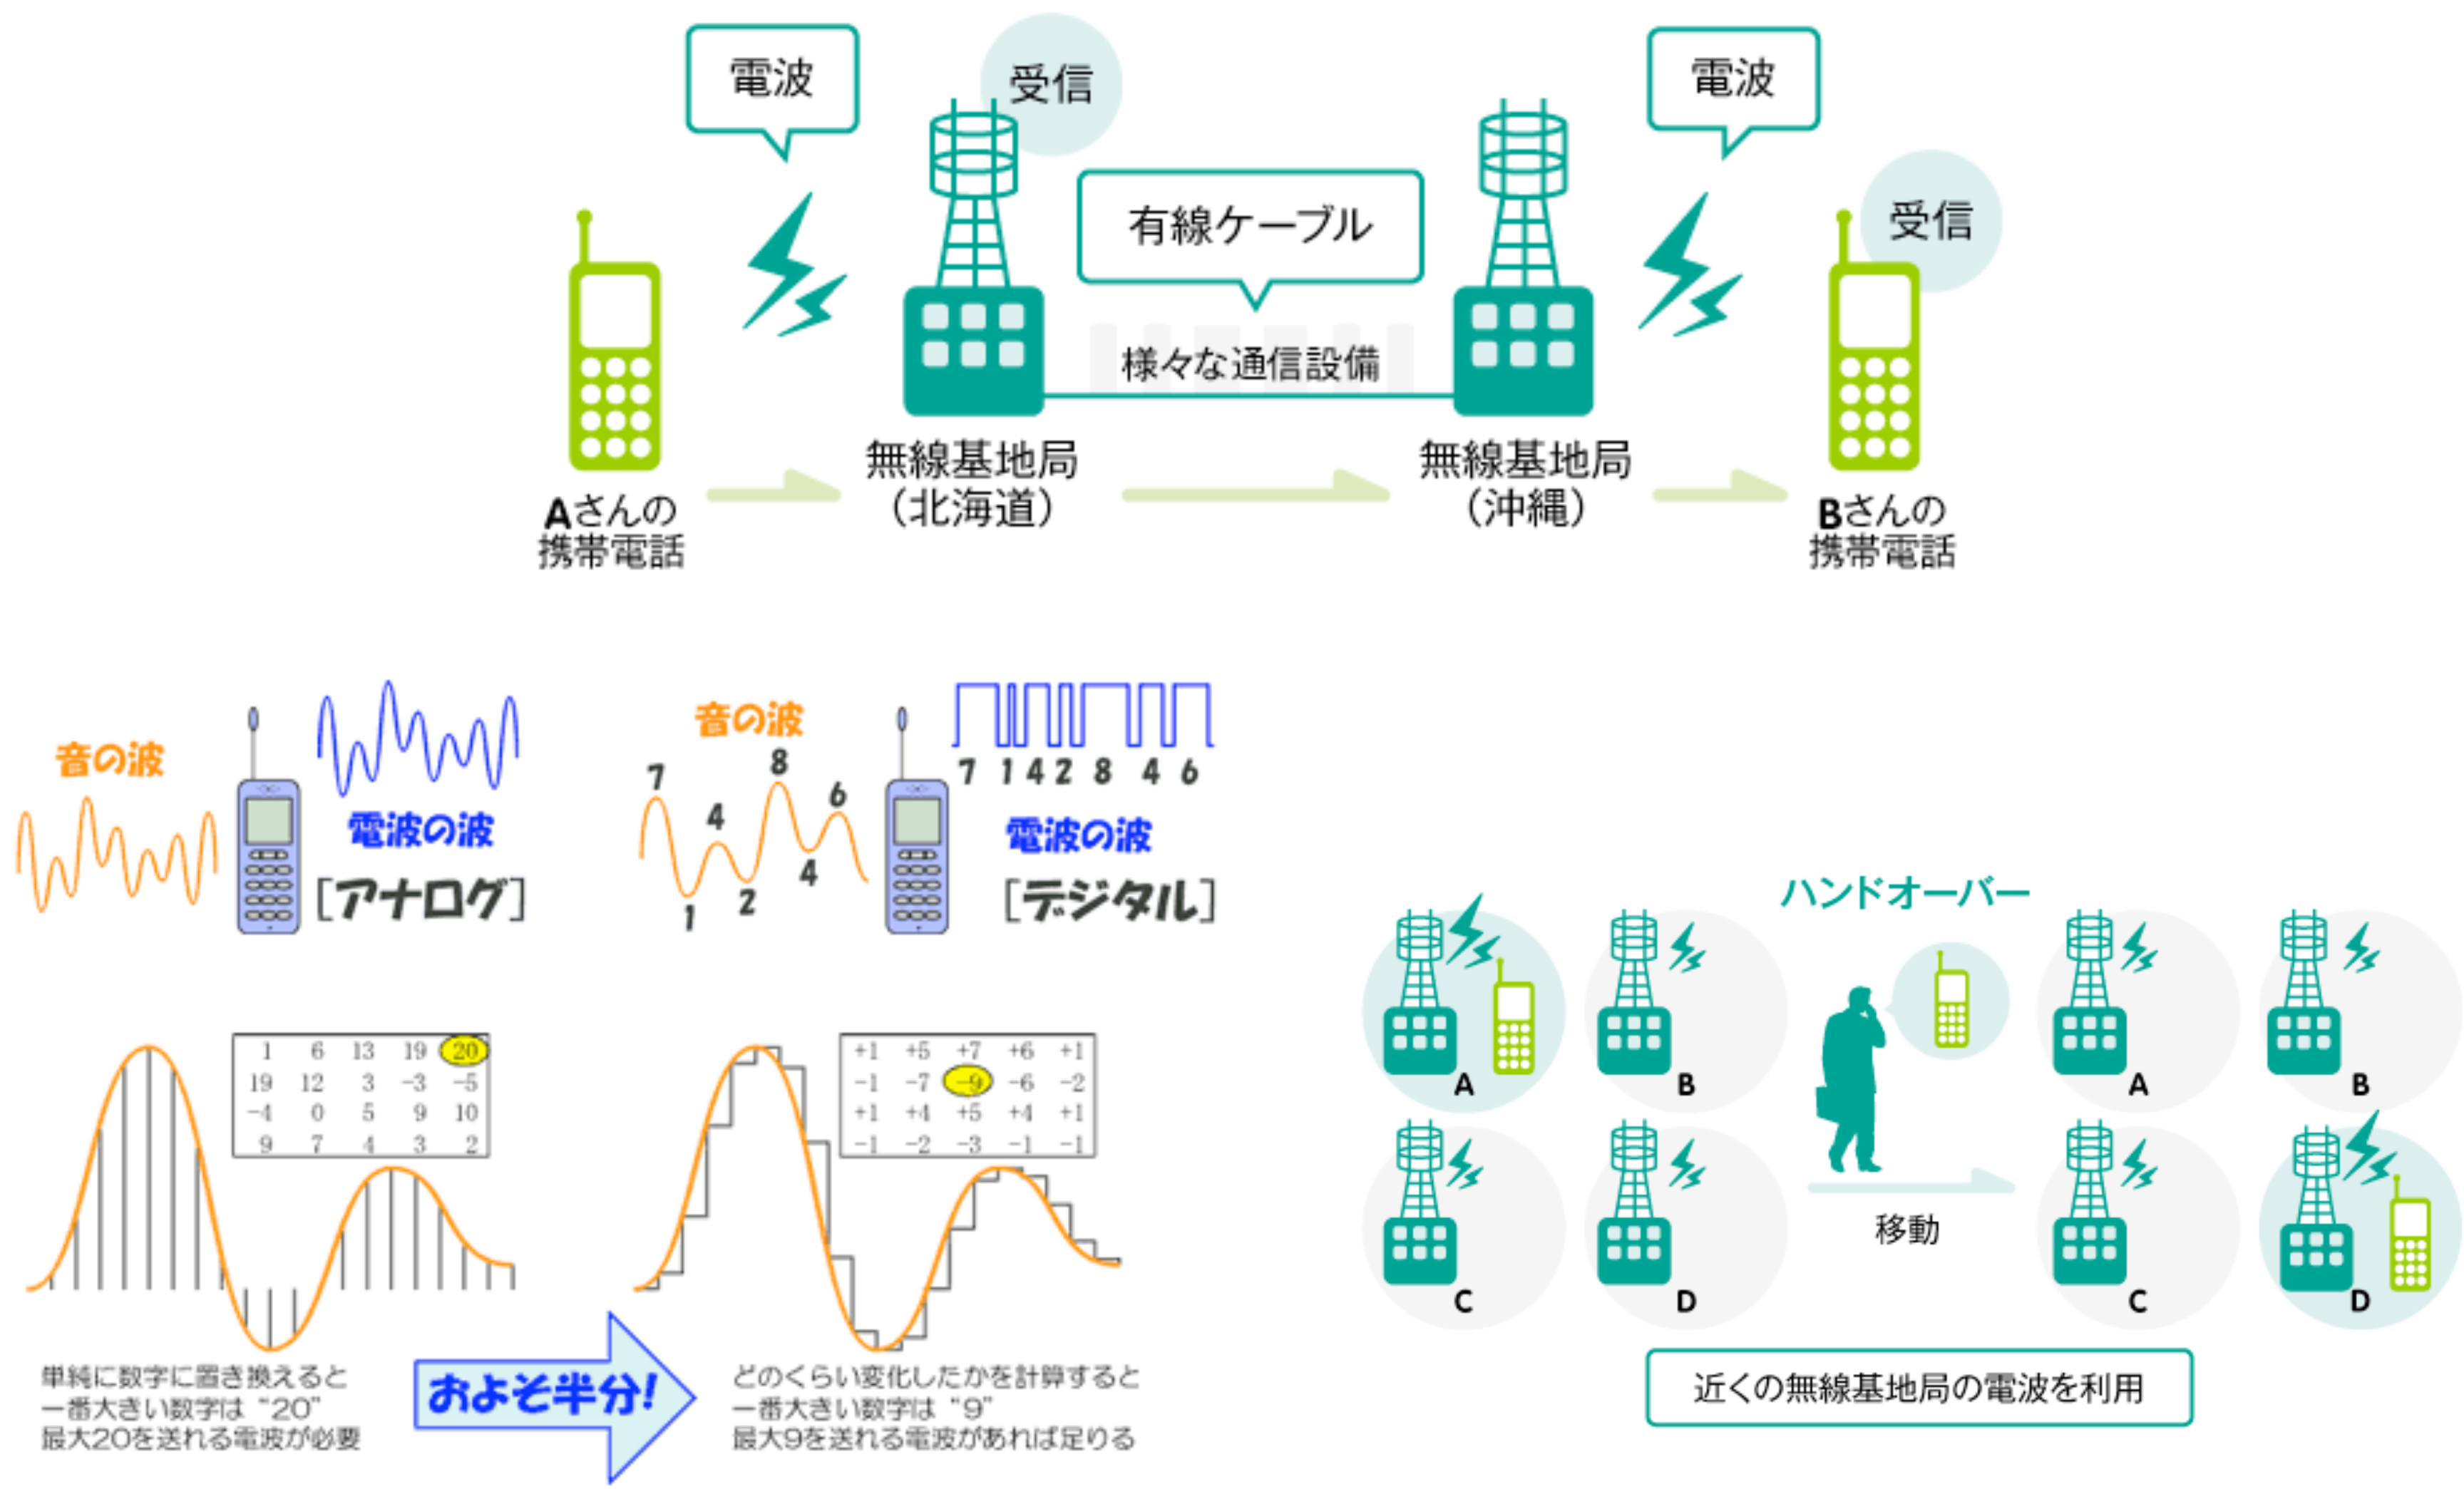 電波
受信
電波
受信
有線ケーブル
様々な通信設備
無線基地局
(北海道)
無線基地局
(沖縄)
Aさんの
携帯電話
Bさんの
携帯電話
音の波
電波の波
[アナログ]
音の波
7
1
4
2
8
4
6
7 1 4 2 8 4 6
電波の波
[デジタル]
1 6 13 19 20
19 12 3 −3 −5
−4 0 5 9 10
9 7 4 3 2
単純に数字に置き換えると
一番大きい数字は “20”
最大20を送れる電波が必要
およそ半分!
+1 +5 +7 +6 +1
−1 −7 −9 −6 −2
+1 +4 +5 +4 +1
−1 −2 −3 −1 −1
どのくらい変化したかを計算すると
一番大きい数字は “9”
最大9を送れる電波があれば足りる
ハンドオーバー
A
B
C
D
移動
A
B
C
D
近くの無線基地局の電波を利用